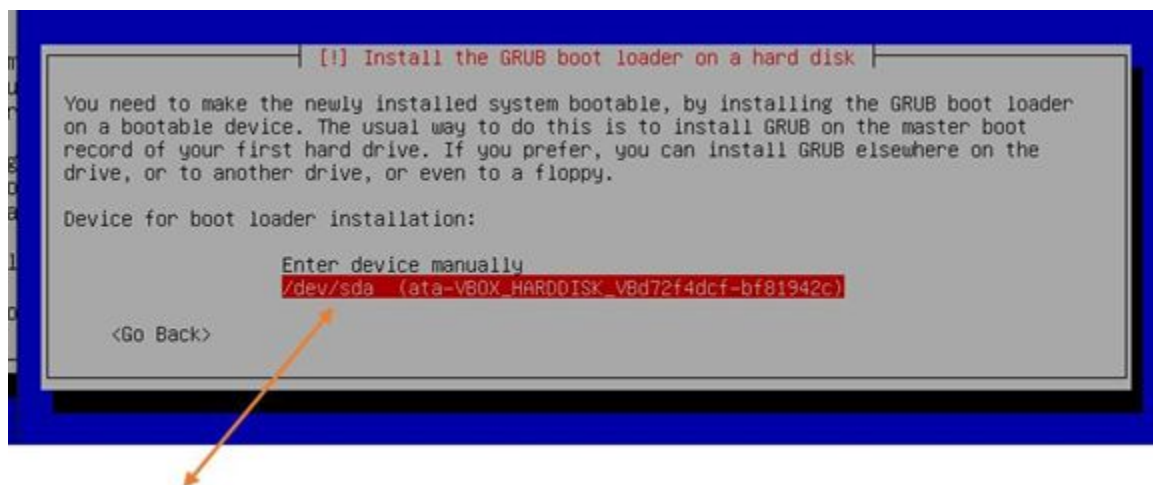 [!] Install the GRUB boot loader on a hard disk
You need to make the newly installed system bootable, by installing the GRUB boot loader
on a bootable device. The usual way to do this is to install GRUB on the master boot
record of your first hard drive. If you prefer, you can install GRUB elsewhere on the
drive, or to another drive, or even to a floppy.
Device for boot loader installation:
Enter device manually
/dev/sda (ata-VBOX_HARDDISK_VBd72f4dcf-bf81942c)
<Go Back>